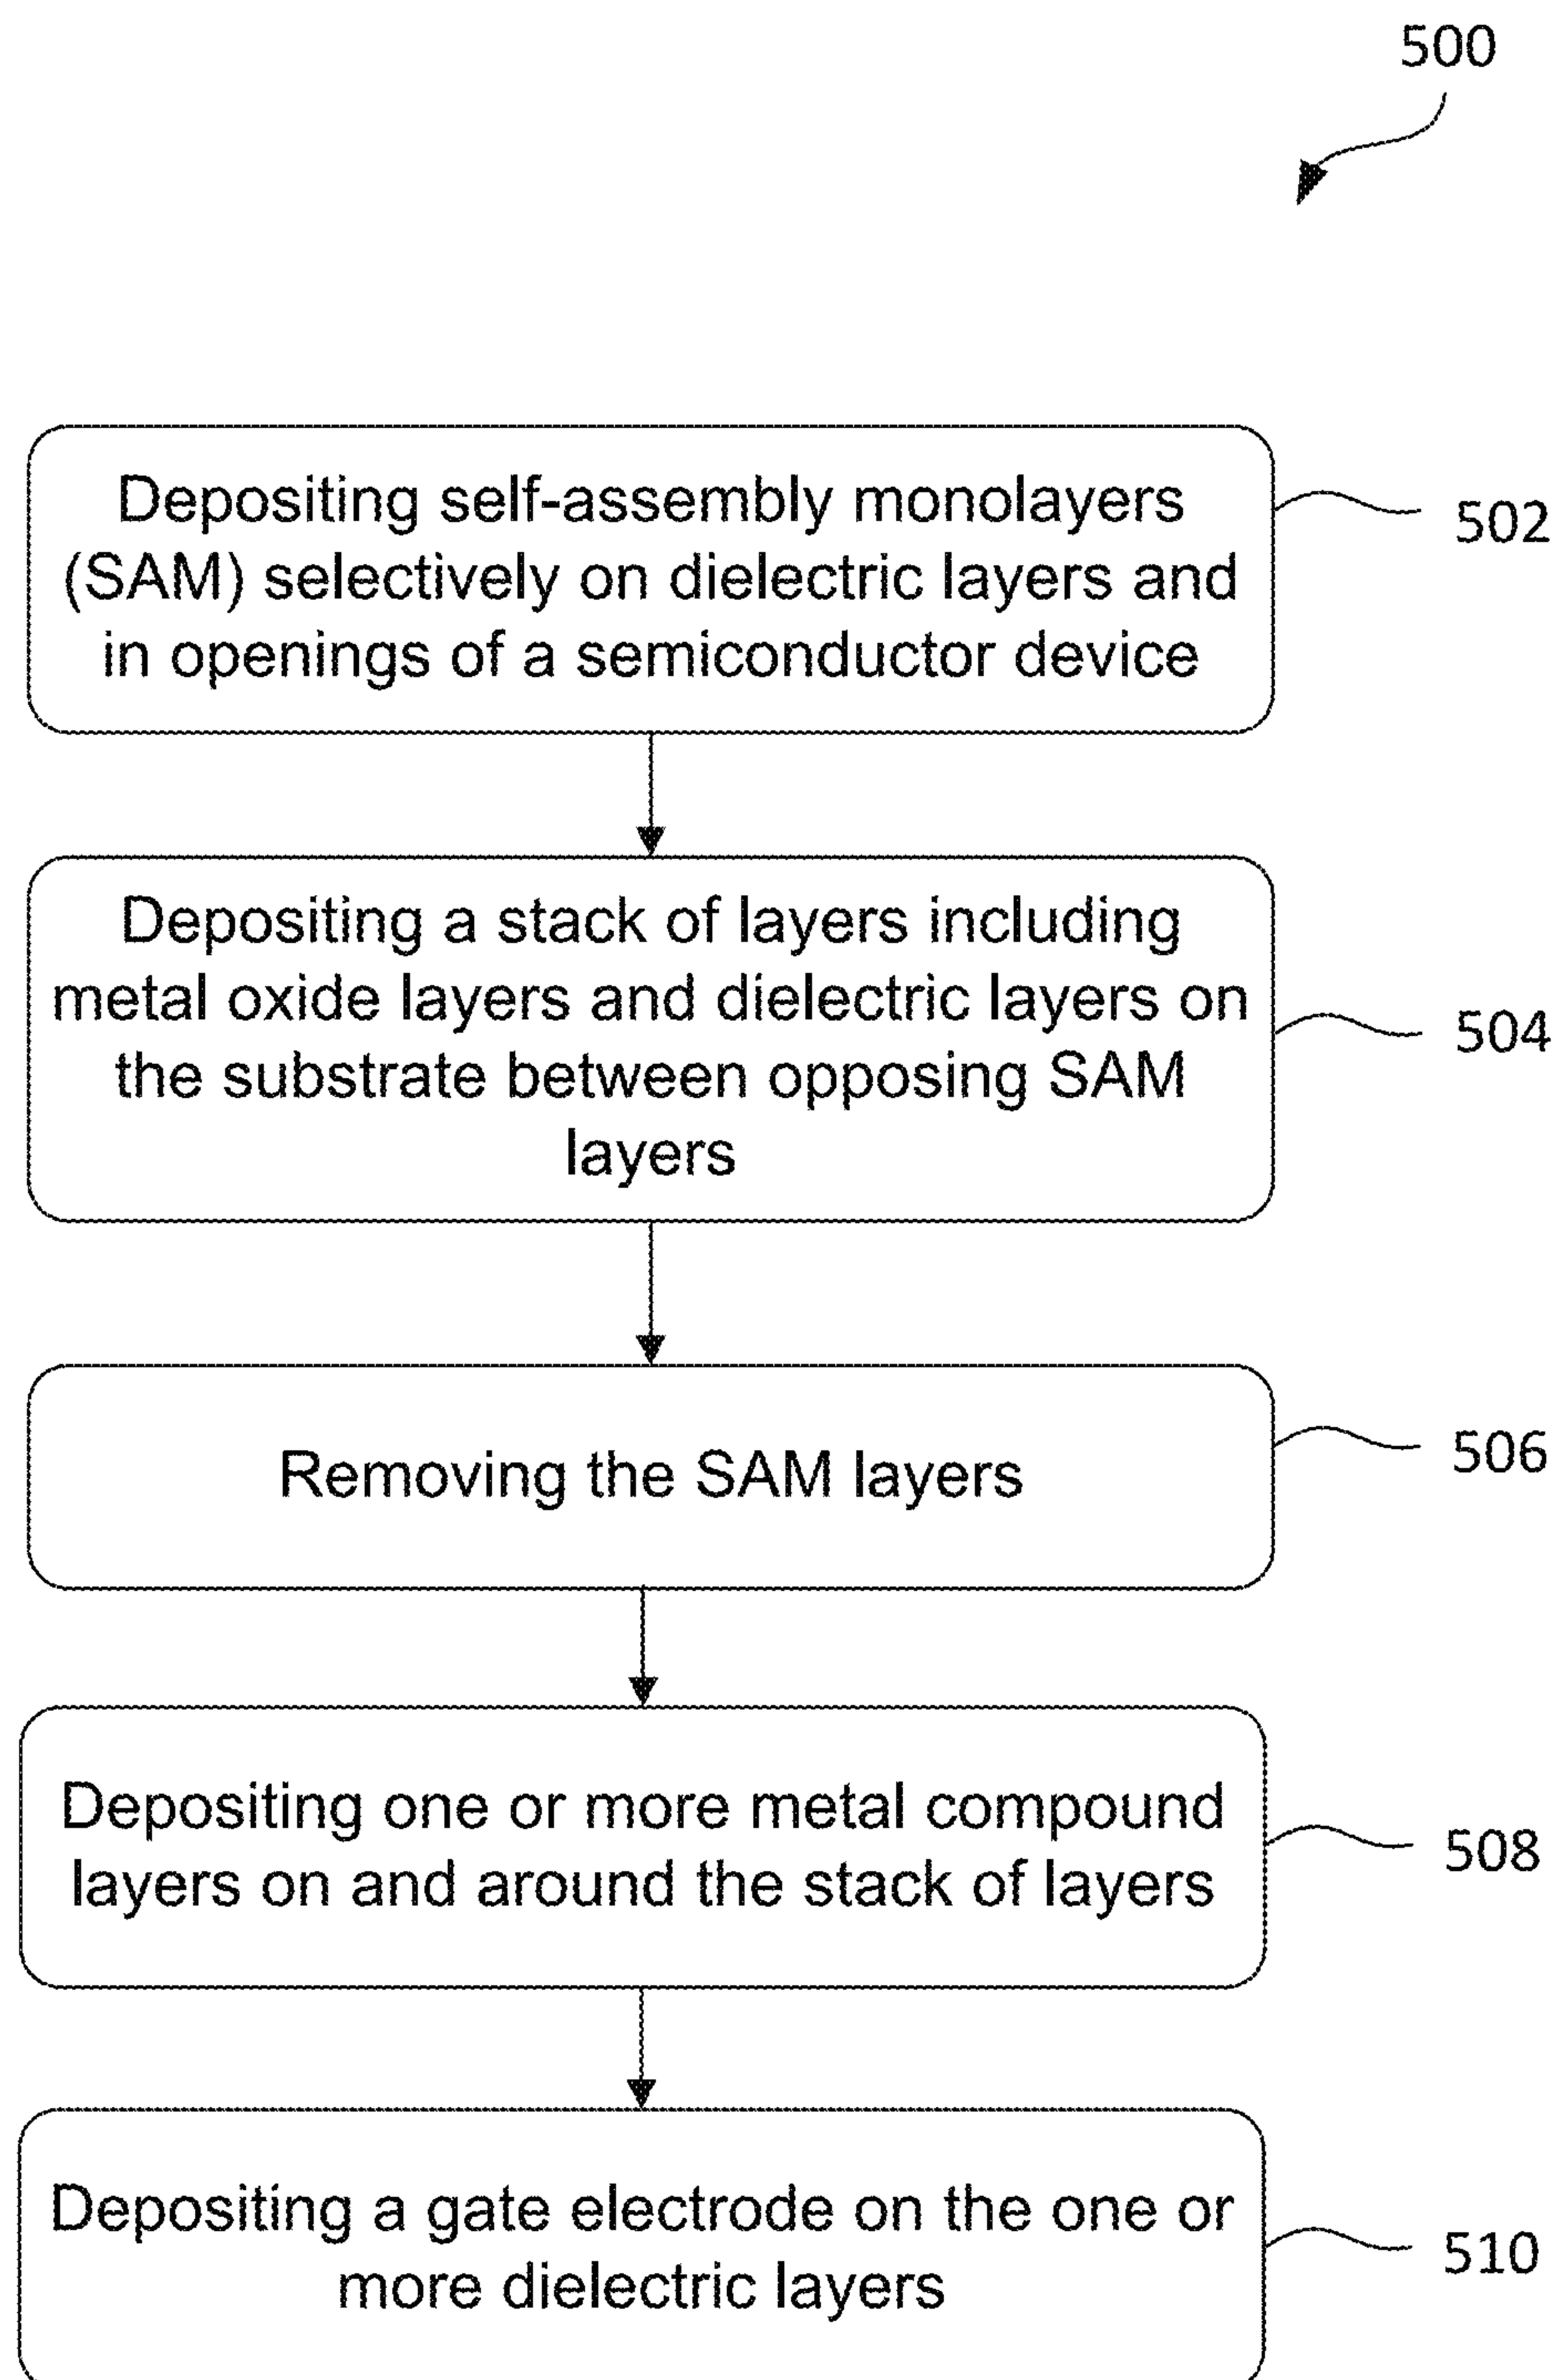 500
Depositing self-assembly monolayers
(SAM) selectively on dielectric layers and
in openings of a semiconductor device
502
Depositing a stack of layers including
metal oxide layers and dielectric layers on
the substrate between opposing SAM
layers
504
Removing the SAM layers
506
Depositing one or more metal compound
layers on and around the stack of layers
508
Depositing a gate electrode on the one or
more dielectric layers
510